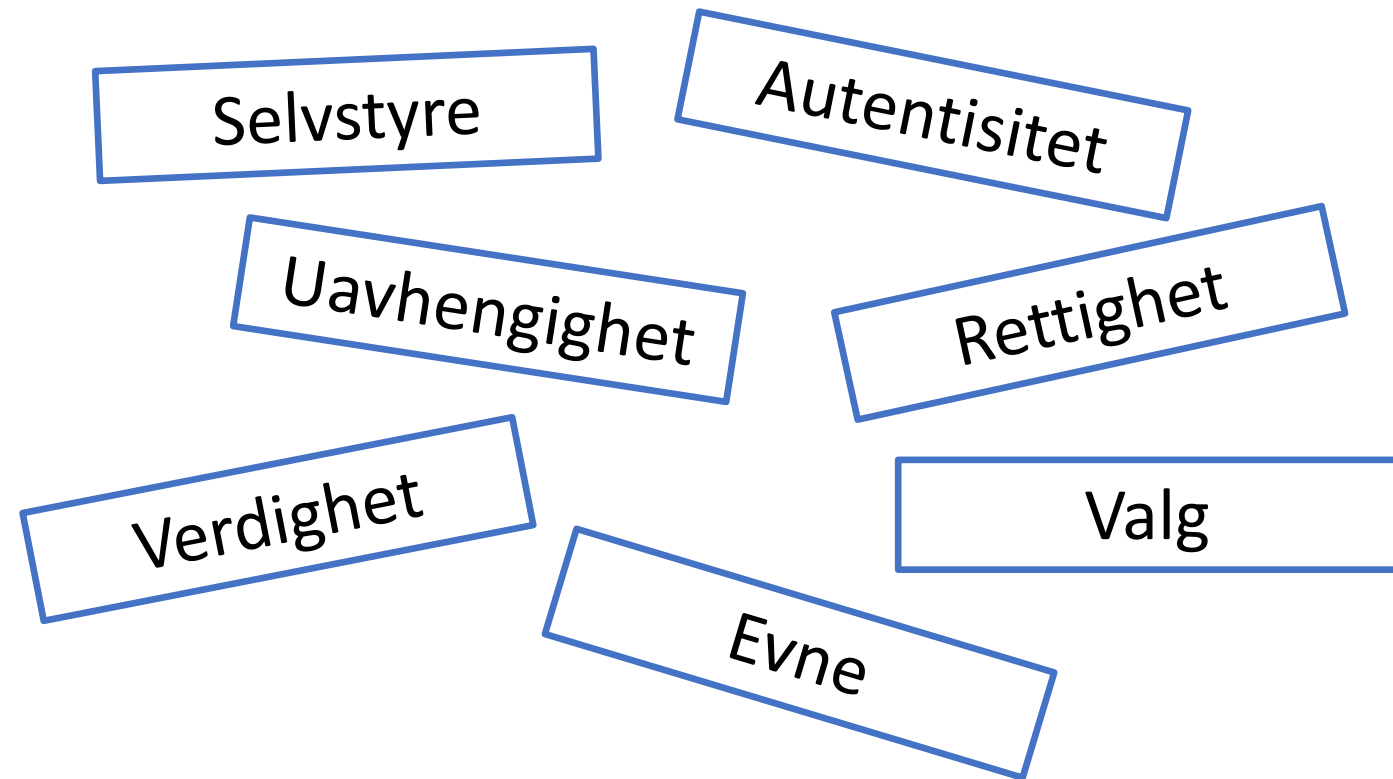 Selvstyre
Autentisitet
Uavhengighet
Rettighet
Verdighet
Valg
Evne